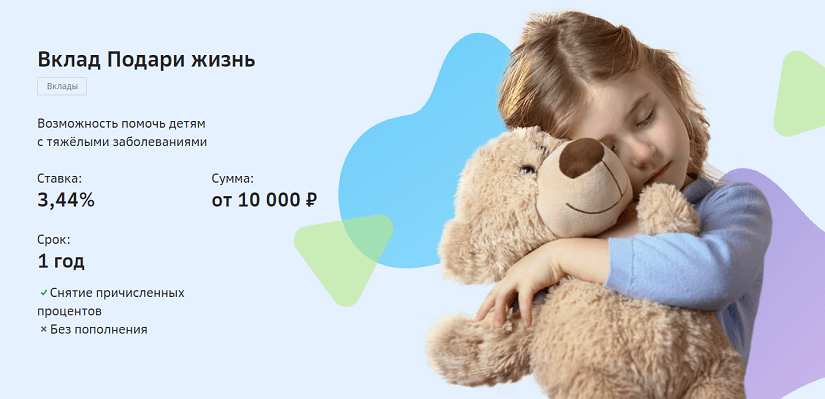 Вклад Подари жизнь
Вклады
Возможность помочь детям
с тяжёлыми заболеваниями
Ставка:
3,44%
Сумма:
от 10 000 ₽
Срок:
1 год
✓ Снятие причисленных
процентов
× Без пополнения